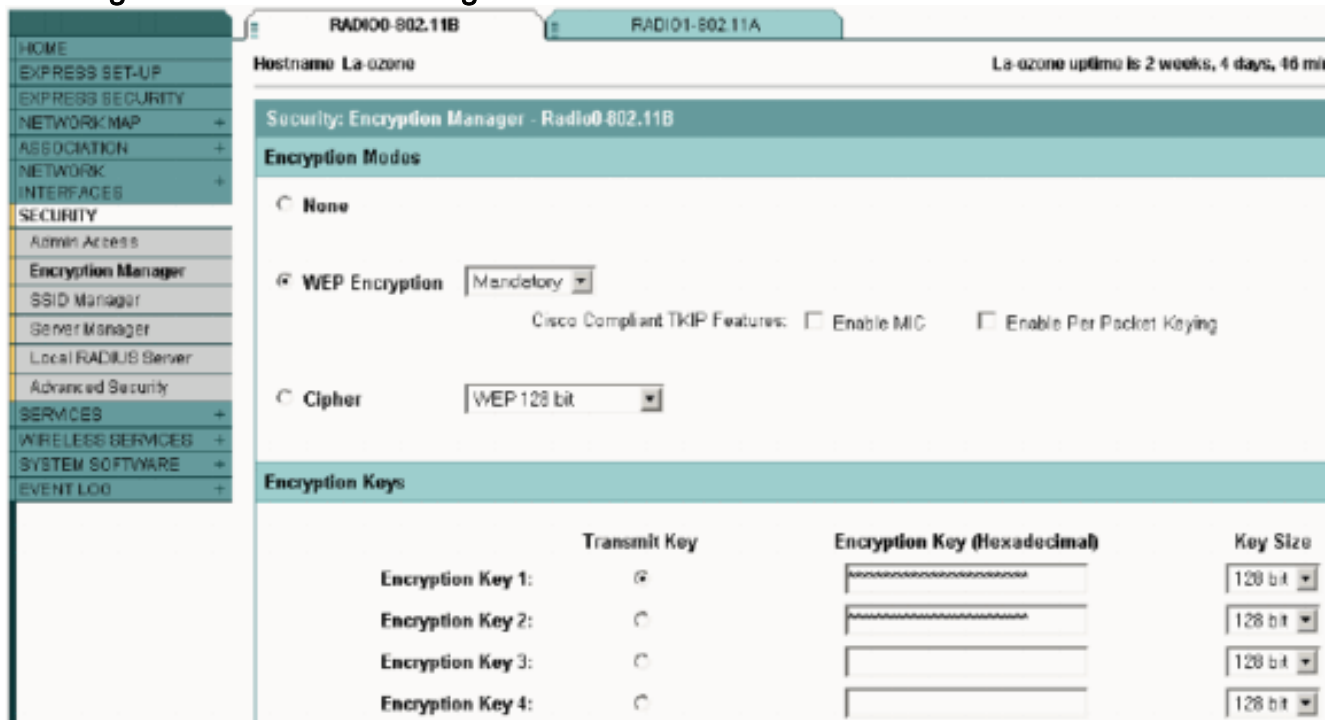 RADIO0-802.11B
RADIO1-802.11A
HOME
EXPRESS SET-UP
EXPRESS SECURITY
NETWORK MAP +
ASSOCIATION +
NETWORK
INTERFACES +
SECURITY
Admin Access
Encryption Manager
SSID Manager
Server Manager
Local RADIUS Server
Advanced Security
SERVICES +
WIRELESS SERVICES +
SYSTEM SOFTWARE +
EVENT LOG +
Hostname La-ozone
La-ozone uptime is 2 weeks, 4 days, 46
Security: Encryption Manager - Radio0-802.11B
Encryption Modes
None
WEP Encryption Mandatory
Cisco Compliant TKIP Features: Enable MIC Enable Per Packet Keying
Cipher WEP 128 bit
Encryption Keys
Transmit Key Encryption Key (Hexadecimal) Key Size
Encryption Key 1: 128 bit
Encryption Key 2: 128 bit
Encryption Key 3: 128 bit
Encryption Key 4: 128 bit